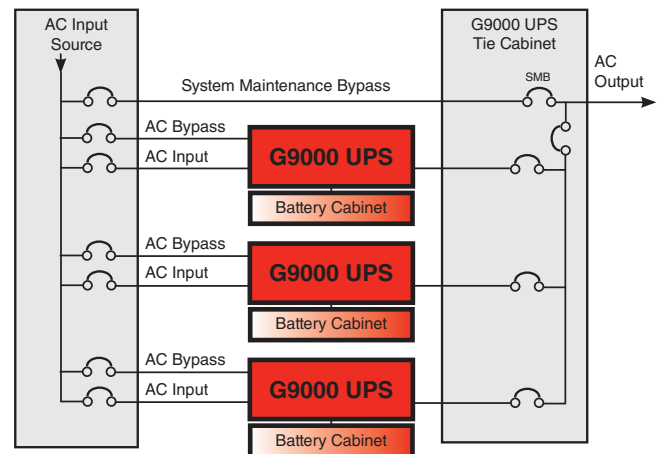 AC Input
Source
G9000 UPS
Tie Cabinet
AC
Output
System Maintenance Bypass
SMB
AC Bypass
AC Input
G9000 UPS
Battery Cabinet
AC Bypass
AC Input
G9000 UPS
Battery Cabinet
AC Bypass
AC Input
G9000 UPS
Battery Cabinet